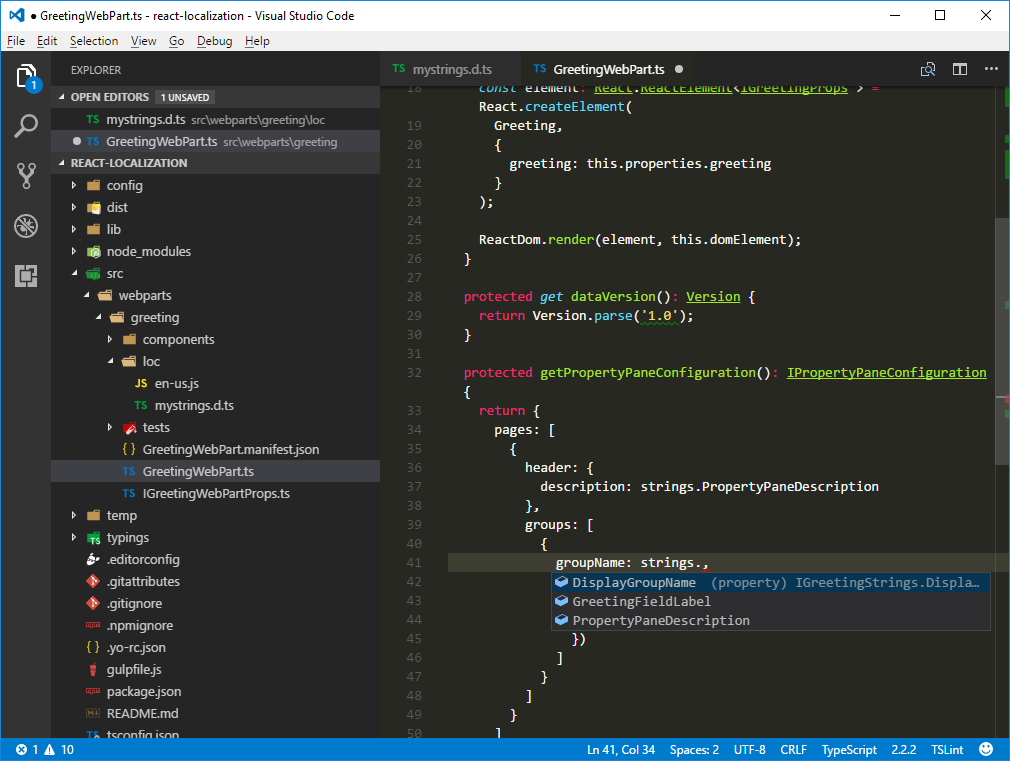 ● GreetingWebPart.ts - react-localization - Visual Studio Code
File Edit Selection View Go Debug Help
1
EXPLORER
OPEN EDITORS 1 UNSAVED
TS mystrings.d.ts src\webparts\greeting\loc
● TS GreetingWebPart.ts src\webparts\greeting
REACT-LOCALIZATION
config
dist
lib
node_modules
src
webparts
greeting
components
loc
JS en-us.js
TS mystrings.d.ts
tests
{ } GreetingWebPart.manifest.json
TS GreetingWebPart.ts
TS IGreetingWebPartProps.ts
temp
typings
.editorconfig
.gitattributes
.gitignore
.npmignore
{ } .yo-rc.json
gulpfile.js
package.json
README.md
TS tsconfig.json
TS mystrings.d.ts TS GreetingWebPart.ts ●
18 const element: React.ReactElement<IGreetingProps > =
React.createElement(
19 Greeting,
20 {
21 greeting: this.properties.greeting
22 }
23 );
24
25 ReactDom.render(element, this.domElement);
26 }
27
28 protected get dataVersion(): Version {
29 return Version.parse('1.0');
30 }
31
32 protected getPropertyPaneConfiguration(): IPropertyPaneConfiguration
{
33 return {
34 pages: [
35 {
36 header: {
37 description: strings.PropertyPaneDescription
38 },
39 groups: [
40 {
41 groupName: strings.,
42 DisplayGroupName (property) IGreetingStrings.Displa…
43 GreetingFieldLabel
44 PropertyPaneDescription
45 })
46 ]
47 }
48 ]
49 }
50 ]
1 10 Ln 41, Col 34 Spaces: 2 UTF-8 CRLF TypeScript 2.2.2 TSLint